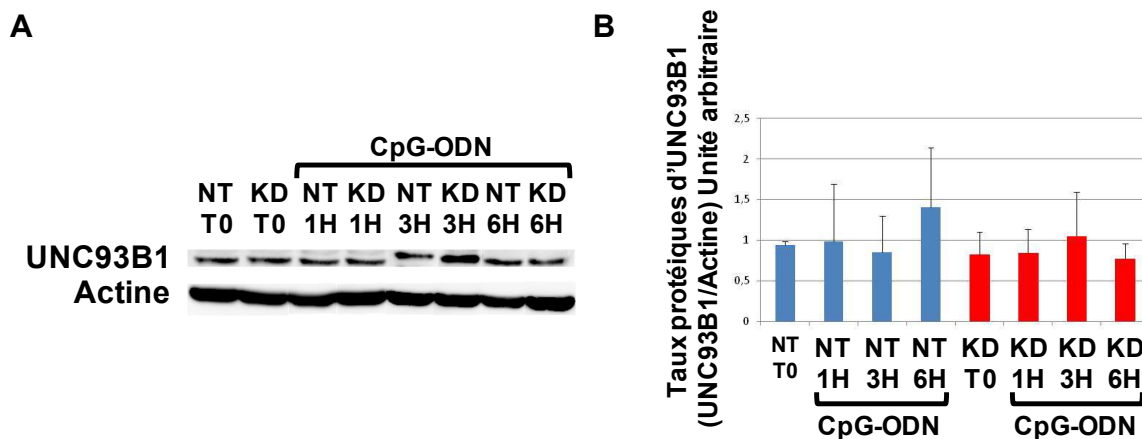 A
CpG-ODN
NT KD NT KD NT KD NT KD
T0 T0 1H 1H 3H 3H 6H 6H
UNC93B1
Actine
B
Taux protéiques d'UNC93B1
(UNC93B1/Actine) Unité arbitraire
2,5
2
1.5
1
0.5
0
NT NT NT NT KD KD KD KD
T0 1H 3H 6H T0 1H 3H 6H
CpG-ODN CpG-ODN